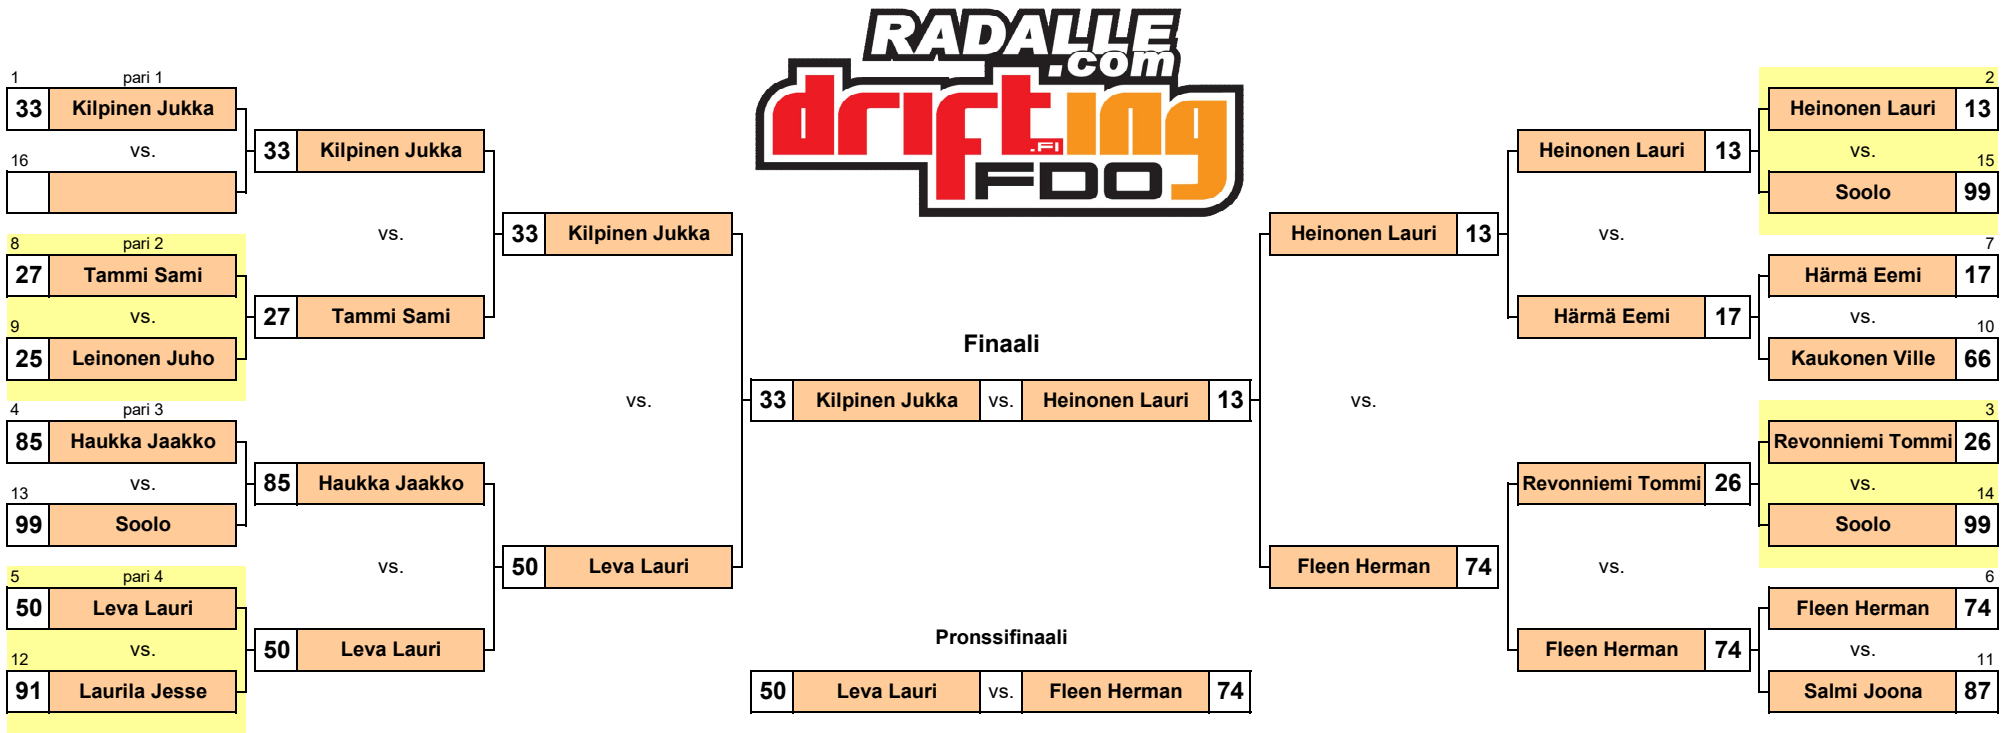 RADALLE
.com
drifting
.FI
FDO
1 pari 1
33 Kilpinen Jukka
vs.
16
33 Kilpinen Jukka
8 pari 2
27 Tammi Sami
vs.
9
25 Leinonen Juho
vs.
27 Tammi Sami
4 pari 3
85 Haukka Jaakko
vs.
13
99 Soolo
85 Haukka Jaakko
5 pari 4
50 Leva Lauri
vs.
12
91 Laurila Jesse
vs.
50 Leva Lauri
33 Kilpinen Jukka
vs.
50 Leva Lauri
Finaali
33 Kilpinen Jukka vs. Heinonen Lauri 13
Pronssifinaali
50 Leva Lauri vs. Fleen Herman 74
Heinonen Lauri 13
vs.
Fleen Herman 74
Heinonen Lauri 13
vs.
Härmä Eemi 17
Revonniemi Tommi 26
vs.
Fleen Herman 74
2
Heinonen Lauri 13
vs.
15
Soolo 99
7
Härmä Eemi 17
vs.
10
Kaukonen Ville 66
3
Revonniemi Tommi 26
vs.
14
Soolo 99
6
Fleen Herman 74
vs.
11
Salmi Joona 87